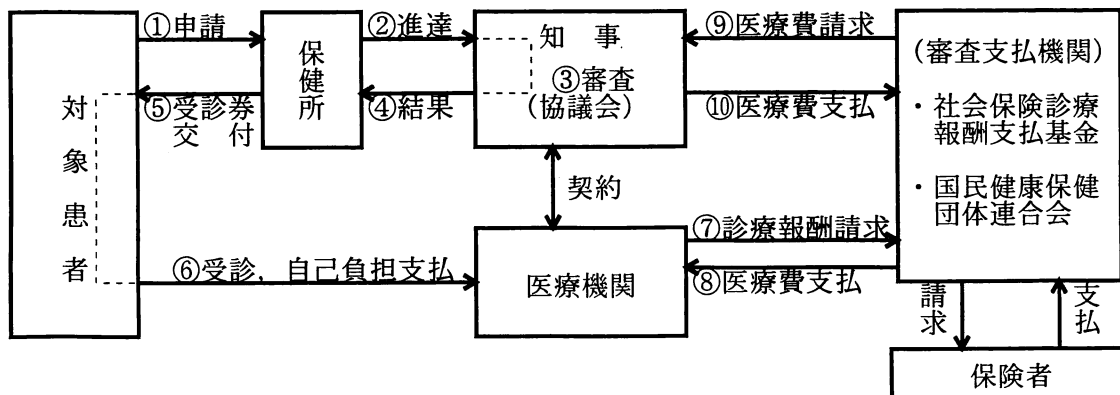 ①申請
②進達
知　事
⑨医療費請求
保健所
③審査
(協議会)
(審査支払機関)
対象患者
⑤受診券
交　付
④結果
⑩医療費支払
・社会保険診療
報酬支払基金
・国民健康保健
団体連合会
契約
⑦診療報酬請求
⑥受診，自己負担支払
医療機関
⑧医療費支払
請求
支払
保険者